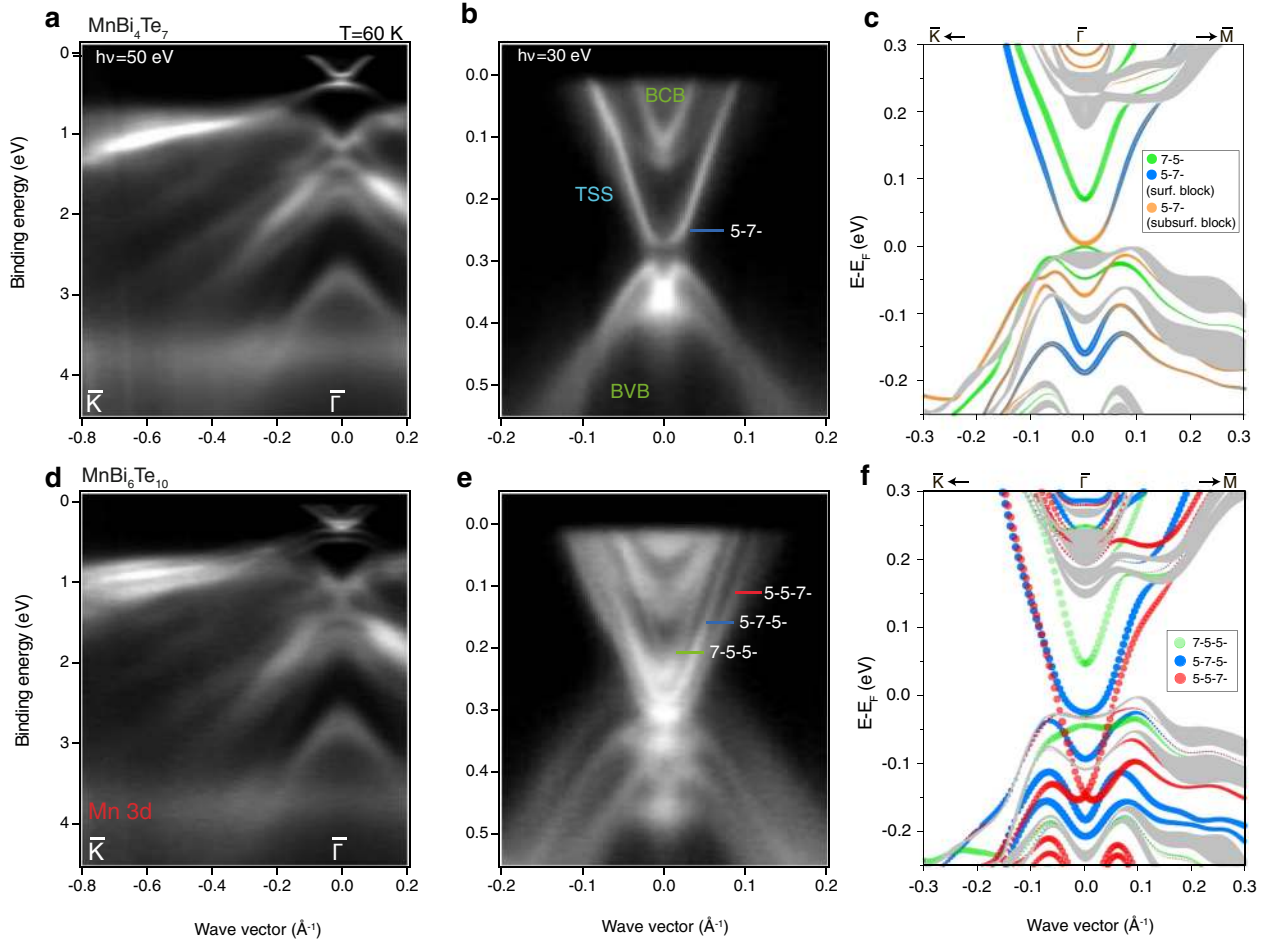 a
MnBi4Te7
T=60 K
hν=50 eV
0
1
2
3
4
Binding energy (eV)
K̅
Γ̅
-0.8
-0.6
-0.4
-0.2
0.0
0.2
b
hν=30 eV
0.0
0.1
0.2
0.3
0.4
0.5
BCB
TSS
5-7-
BVB
-0.2
-0.1
0.0
0.1
0.2
c
K̅
Γ̅
M̅
0.3
0.2
0.1
0.0
-0.1
-0.2
E-EF (eV)
7-5-
5-7-
(surf. block)
5-7-
(subsurf. block)
-0.3
-0.2
-0.1
0.0
0.1
0.2
0.3
d
MnBi6Te10
0
1
2
3
4
Binding energy (eV)
Mn 3d
K̅
Γ̅
-0.8
-0.6
-0.4
-0.2
0.0
0.2
Wave vector (Å-1)
e
0.0
0.1
0.2
0.3
0.4
0.5
5-5-7-
5-7-5-
7-5-5-
-0.2
-0.1
0.0
0.1
0.2
Wave vector (Å-1)
f
K̅
Γ̅
M̅
0.3
0.2
0.1
0.0
-0.1
-0.2
E-EF (eV)
7-5-5-
5-7-5-
5-5-7-
-0.3
-0.2
-0.1
0.0
0.1
0.2
0.3
Wave vector (Å-1)